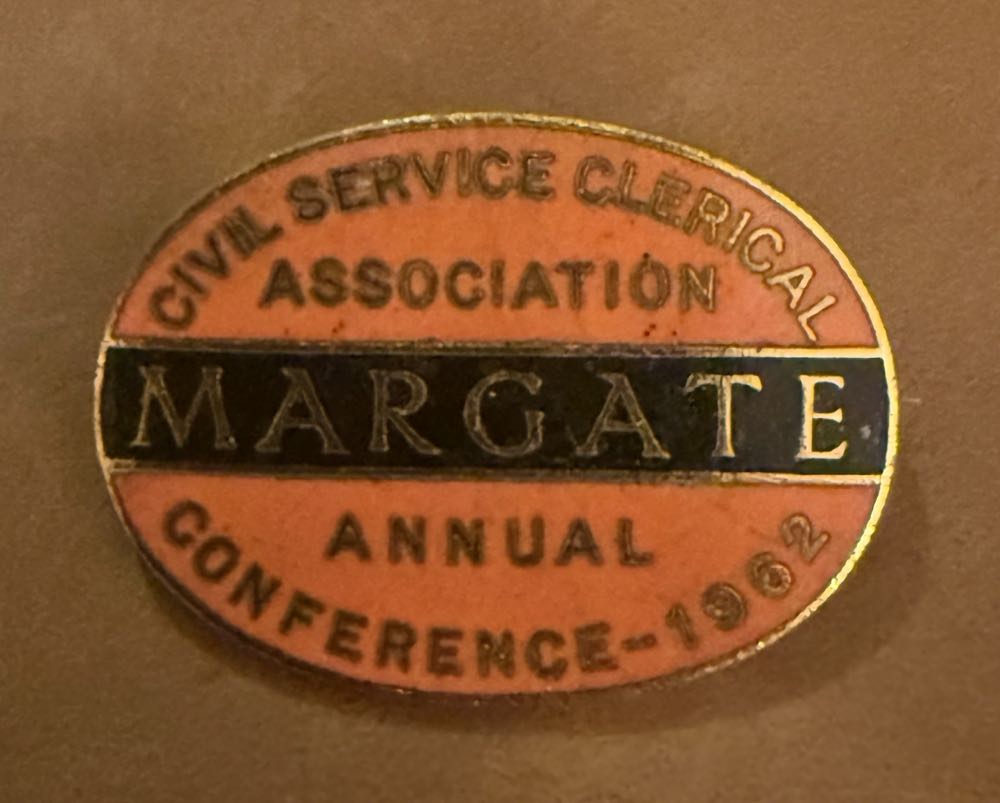 CIVIL SERVICE CLERICAL
ASSOCIATION
MARGATE
ANNUAL
CONFERENCE-1962